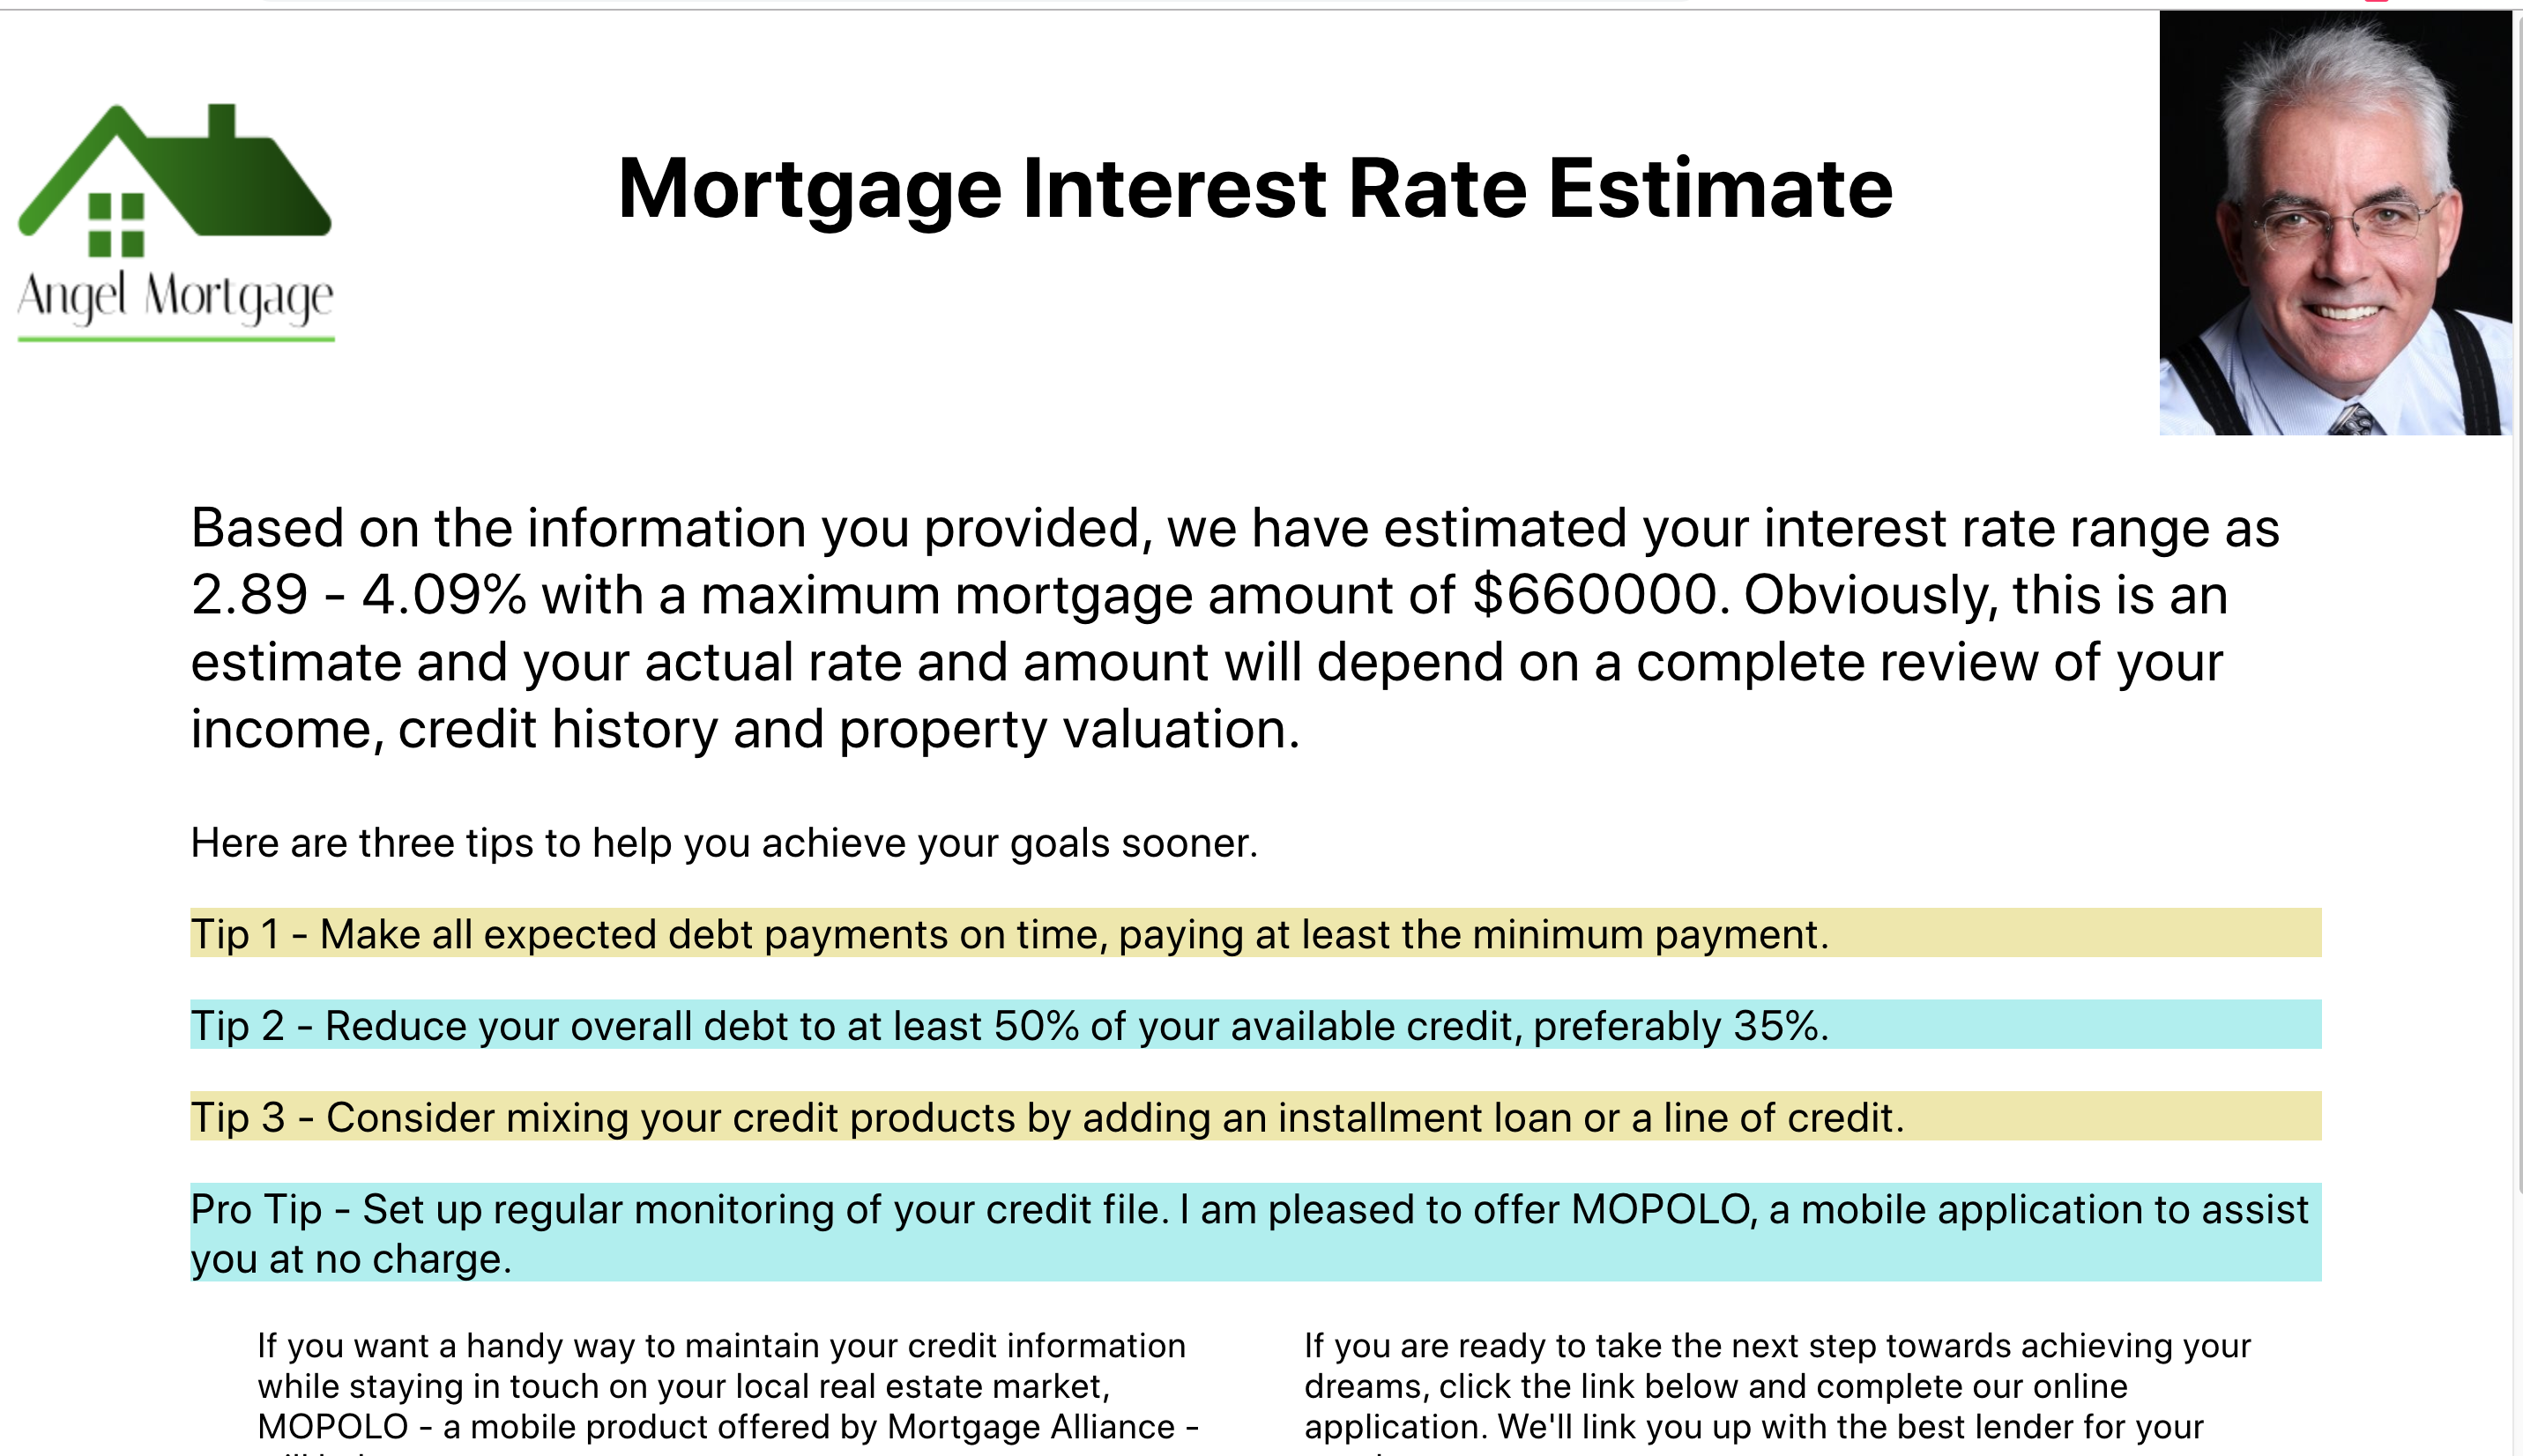 Angel Mortgage
Mortgage Interest Rate Estimate
Based on the information you provided, we have estimated your interest rate range as
2.89 - 4.09% with a maximum mortgage amount of $660000. Obviously, this is an
estimate and your actual rate and amount will depend on a complete review of your
income, credit history and property valuation.
Here are three tips to help you achieve your goals sooner.
Tip 1 - Make all expected debt payments on time, paying at least the minimum payment.
Tip 2 - Reduce your overall debt to at least 50% of your available credit, preferably 35%.
Tip 3 - Consider mixing your credit products by adding an installment loan or a line of credit.
Pro Tip - Set up regular monitoring of your credit file. I am pleased to offer MOPOLO, a mobile application to assist
you at no charge.
If you want a handy way to maintain your credit information
while staying in touch on your local real estate market,
MOPOLO - a mobile product offered by Mortgage Alliance -
If you are ready to take the next step towards achieving your
dreams, click the link below and complete our online
application. We'll link you up with the best lender for your